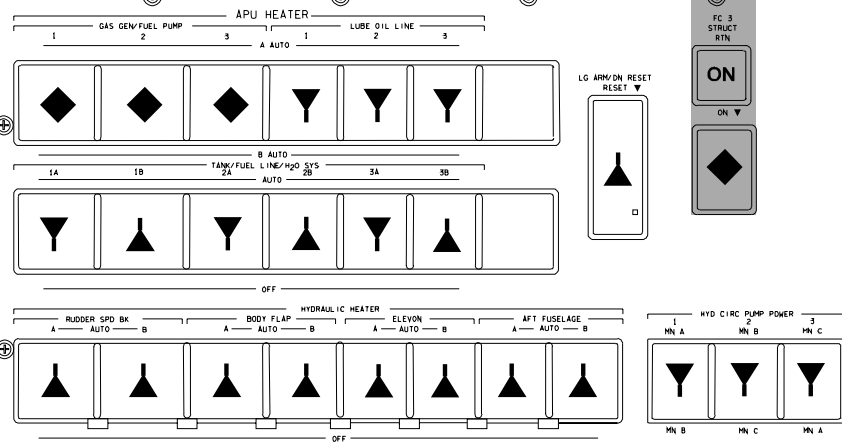 APU HEATER
GAS GEN/FUEL PUMP LUBE OIL LINE
1 2 3 1 2 3
A AUTO
B AUTO
TANK/FUEL LINE/H2O SYS
1A 1B 2A 2B 3A 3B
AUTO
OFF
LG ARM/DN RESET
RESET ▼
FC 3
STRUCT
RTN
ON
ON ▼
HYDRAULIC HEATER
RUDDER SPD BK BODY FLAP ELEVON AFT FUSELAGE
A AUTO B A AUTO B A AUTO B A AUTO B
OFF
HYD CIRC PUMP POWER
1 2 3
MN A MN B MN C
MN B MN C MN A